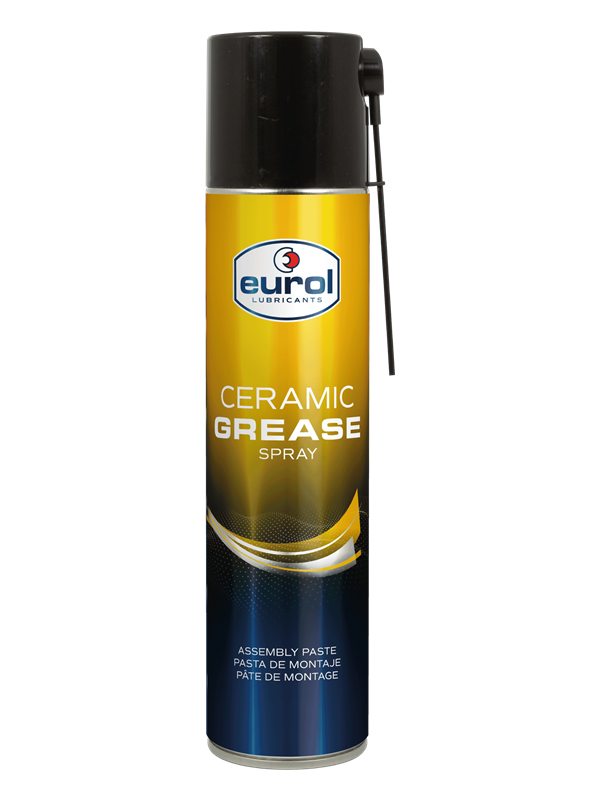 eurol
LUBRICANTS
CERAMIC
GREASE
SPRAY
ASSEMBLY PASTE
PASTA DE MONTAJE
PÂTE DE MONTAGE